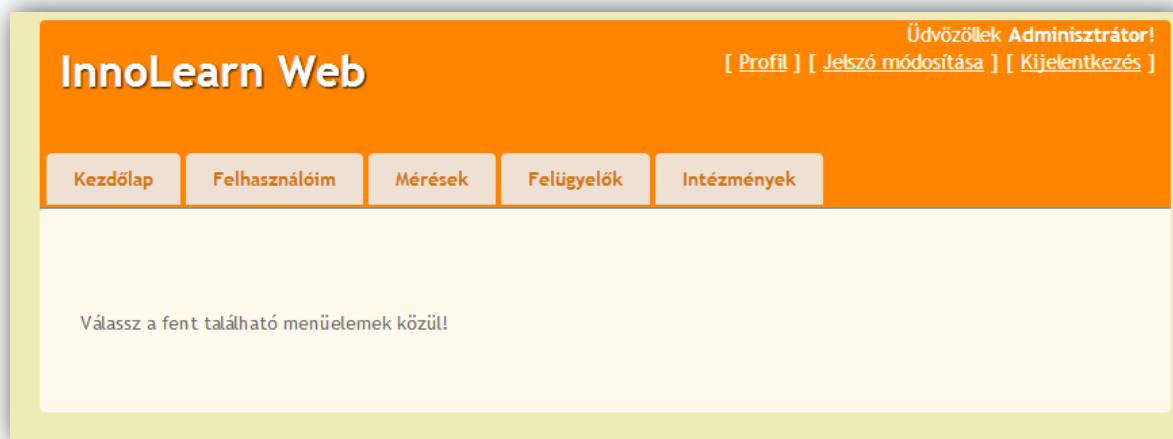 Üdvözöllek Adminisztrátor!
InnoLearn Web
[ Profil ] [ Jelszó módosítása ] [ Kijelentkezés ]
Kezdőlap Felhasználóim Mérések Felügyelők Intézmények
Válassz a fent található menüelemek közül!